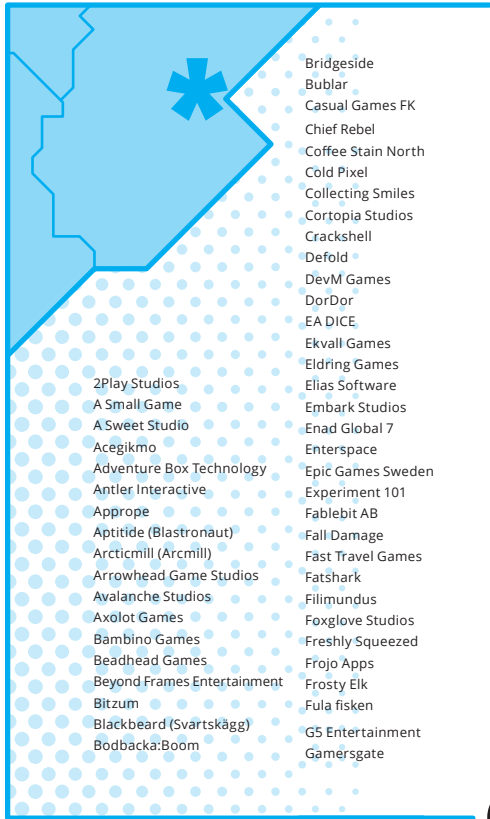 2Play Studios
A Small Game
A Sweet Studio
Acegikmo
Adventure Box Technology
Antler Interactive
Apprope
Aptitide (Blastronaut)
Arcticmill (Arcmill)
Arrowhead Game Studios
Avalanche Studios
Axolot Games
Bambino Games
Beadhead Games
Beyond Frames Entertainment
Bitzum
Blackbeard (Svartskägg)
Bodbacka:Boom
Bridgeside
Bublar
Casual Games FK
Chief Rebel
Coffee Stain North
Cold Pixel
Collecting Smiles
Cortopia Studios
Crackshell
Defold
DevM Games
DorDor
EA DICE
Ekvall Games
Eldring Games
Elias Software
Embark Studios
Enad Global 7
Enterspace
Epic Games Sweden
Experiment 101
Fablebit AB
Fall Damage
Fast Travel Games
Fatshark
Filimundus
Foxglove Studios
Freshly Squeezed
Frojo Apps
Frosty Elk
Fula fisken
G5 Entertainment
Gamersgate